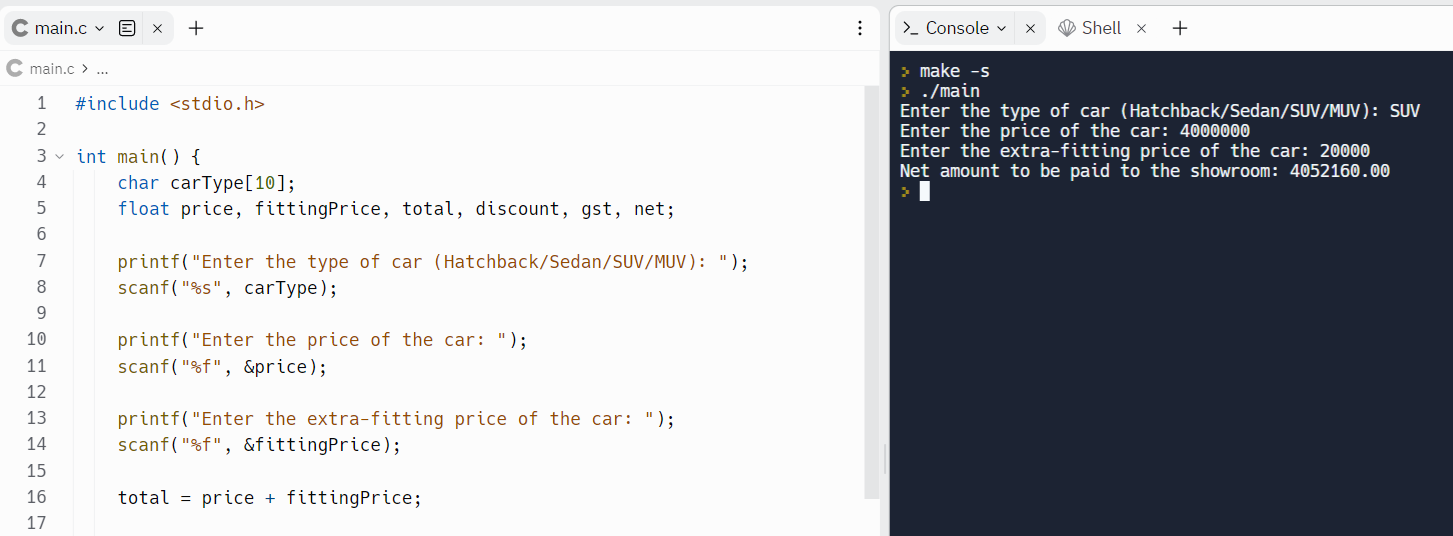 main.c
main.c > ...
1 #include <stdio.h>
2
3 int main() {
4 char carType[10];
5 float price, fittingPrice, total, discount, gst, net;
6
7 printf("Enter the type of car (Hatchback/Sedan/SUV/MUV): ");
8 scanf("%s", carType);
9
10 printf("Enter the price of the car: ");
11 scanf("%f", &price);
12
13 printf("Enter the extra-fitting price of the car: ");
14 scanf("%f", &fittingPrice);
15
16 total = price + fittingPrice;
17
Console
Shell
> make -s
> ./main
Enter the type of car (Hatchback/Sedan/SUV/MUV): SUV
Enter the price of the car: 4000000
Enter the extra-fitting price of the car: 20000
Net amount to be paid to the showroom: 4052160.00
>